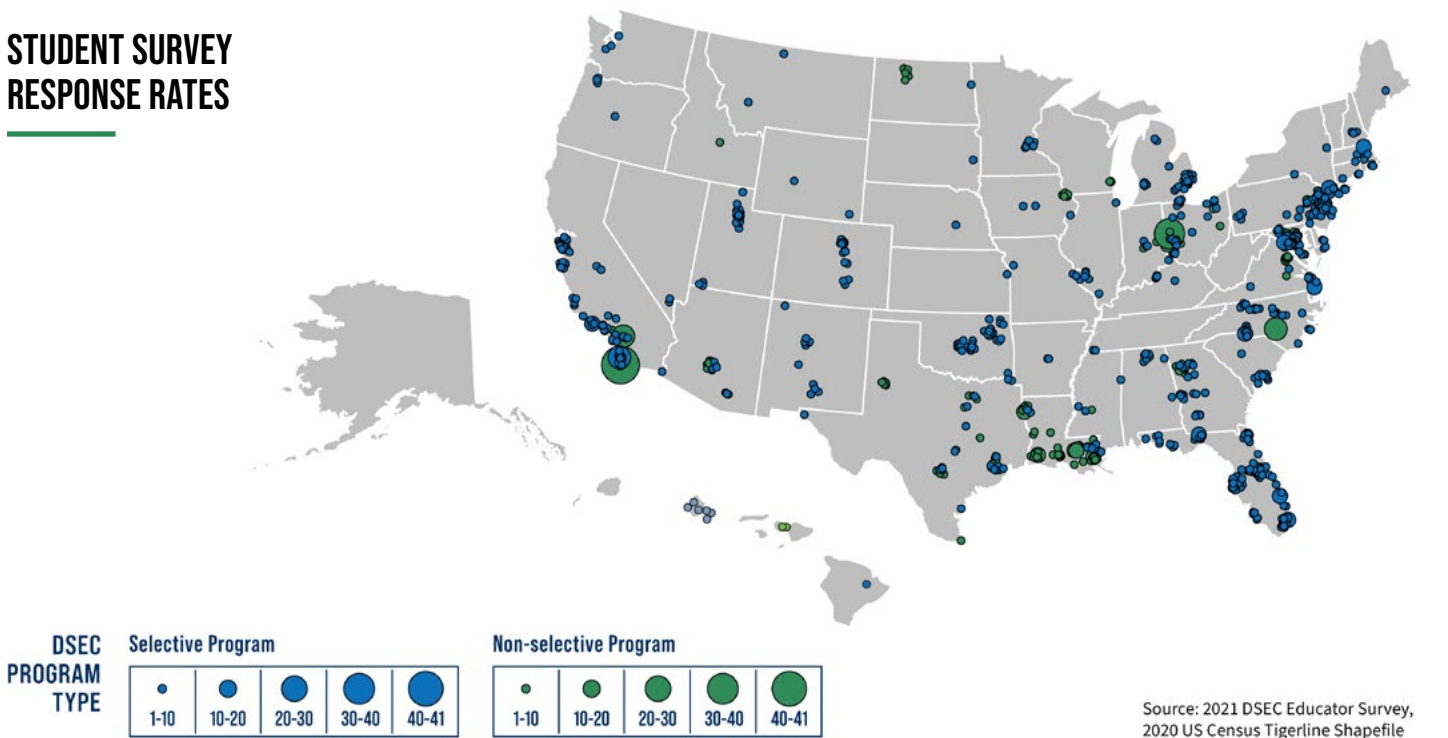 STUDENT SURVEY
RESPONSE RATES
DSEC
PROGRAM
TYPE
Selective Program
1-10 10-20 20-30 30-40 40-41
Non-selective Program
1-10 10-20 20-30 30-40 40-41
Source: 2021 DSEC Educator Survey,
2020 US Census Tigerline Shapefile